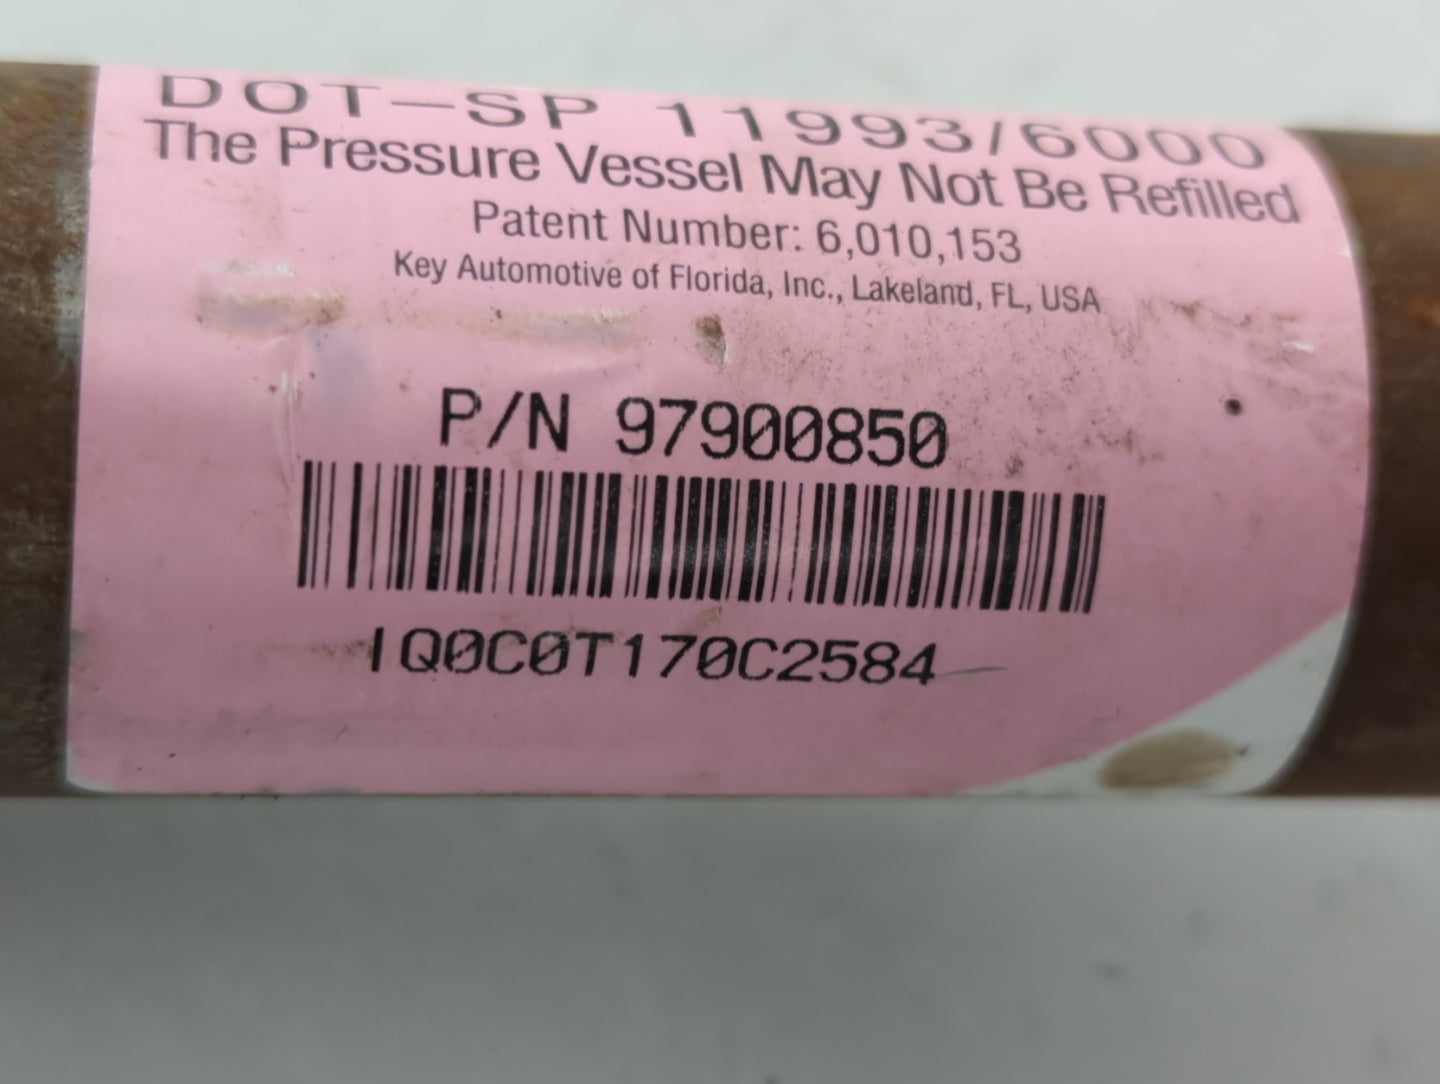 DOT-SP 11993/6000
The Pressure Vessel May Not Be Refilled
Patent Number: 6,010,153
Key Automotive of Florida, Inc., Lakeland, FL, USA
P/N 97900850
1Q0C0T170C2584